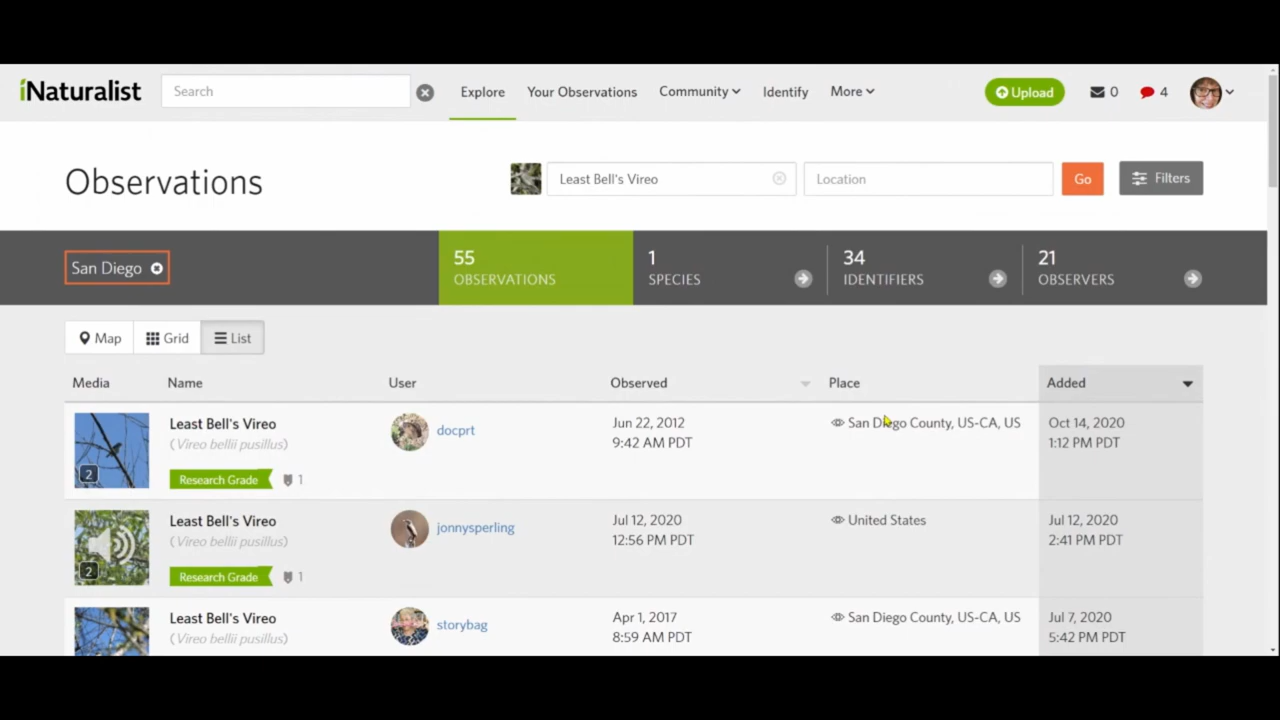 iNaturalist Search Explore Your Observations Community Identify More Upload 0 4
Observations Least Bell's Vireo Location Go Filters
San Diego
55
OBSERVATIONS
1
SPECIES
34
IDENTIFIERS
21
OBSERVERS
Map Grid List
Media Name User Observed Place Added
2
Least Bell's Vireo
(Vireo bellii pusillus)
Research Grade 1
docprt
Jun 22, 2012
9:42 AM PDT
San Diego County, US-CA, US
Oct 14, 2020
1:12 PM PDT
2
Least Bell's Vireo
(Vireo bellii pusillus)
Research Grade 1
jonnysperling
Jul 12, 2020
12:56 PM PDT
United States
Jul 12, 2020
2:41 PM PDT
Least Bell's Vireo
(Vireo bellii pusillus)
storybag
Apr 1, 2017
8:59 AM PDT
San Diego County, US-CA, US
Jul 7, 2020
5:42 PM PDT